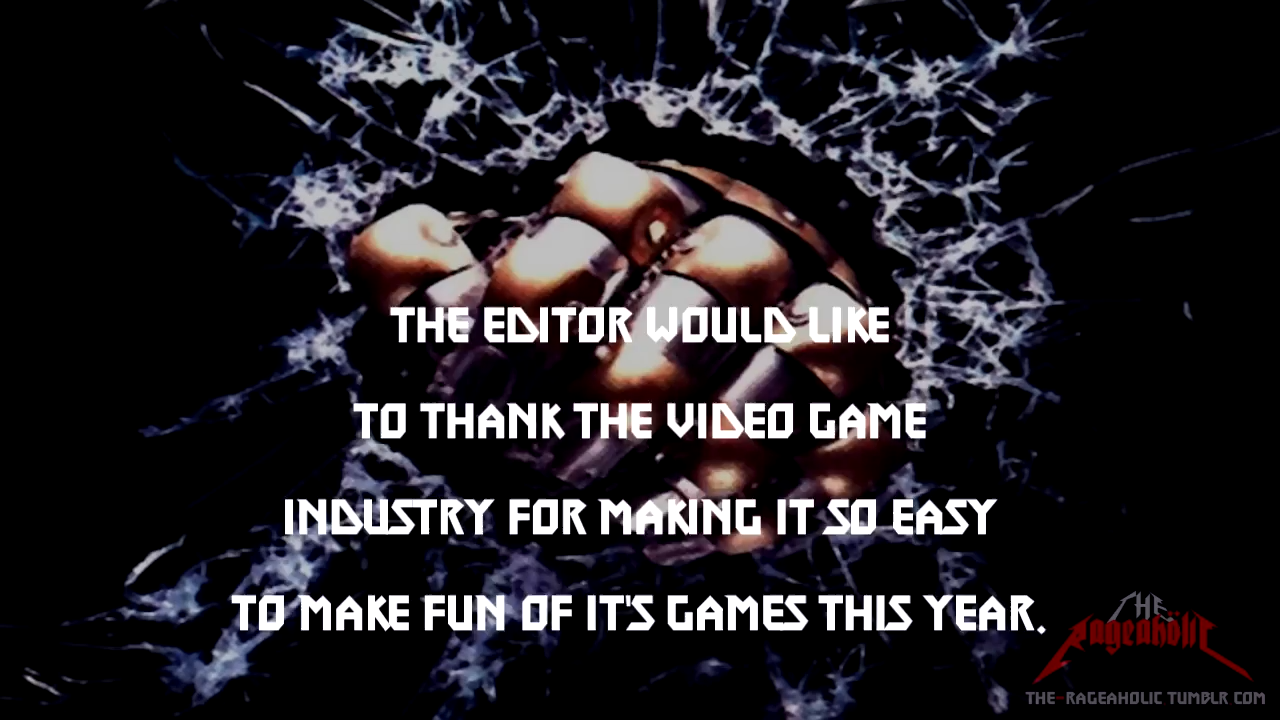 THE EDITOR WOULD LIKE
TO THANK THE VIDEO GAME
INDUSTRY FOR MAKING IT SO EASY
TO MAKE FUN OF IT'S GAMES THIS YEAR.
THE
Rageaholic
THE-RAGEAHOLIC TUMBLR COM